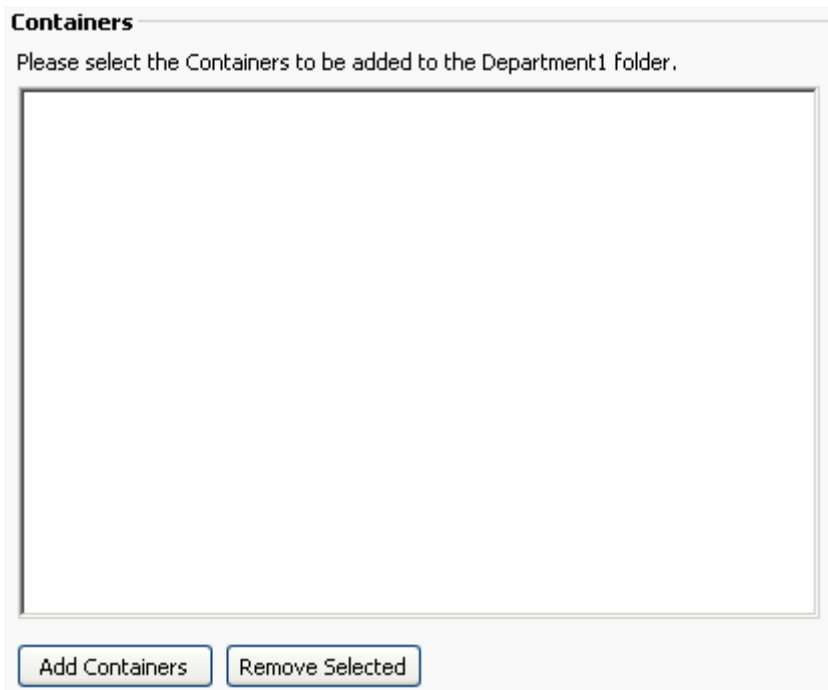 Containers
Please select the Containers to be added to the Department1 folder.
Add Containers
Remove Selected